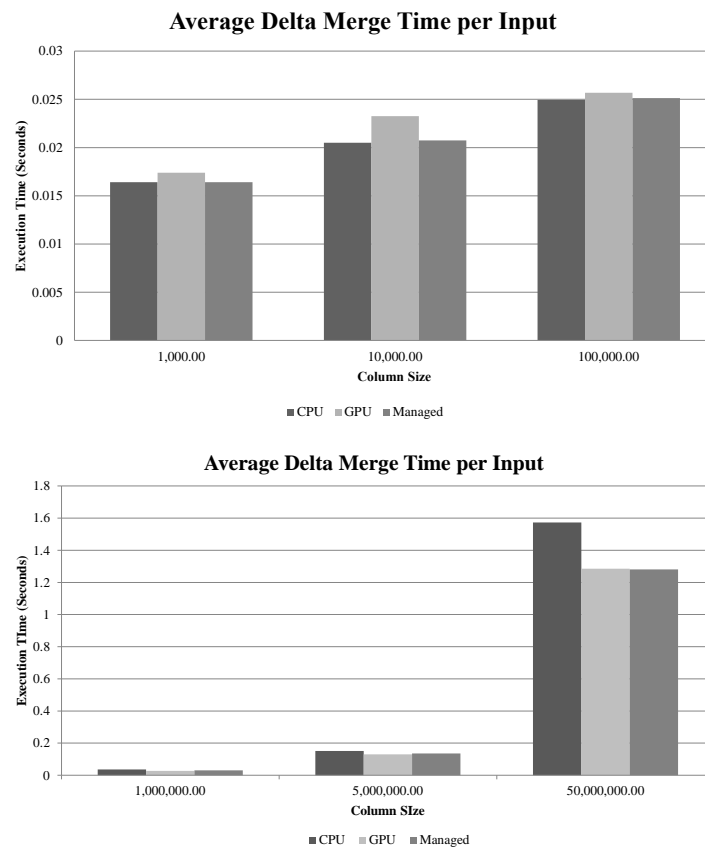 Average Delta Merge Time per Input
0.03
0.025
0.02
0.015
0.01
0.005
0
Execution Time (Seconds)
1,000.00 10,000.00 100,000.00
Column Size
CPU GPU Managed
Average Delta Merge Time per Input
1.8
1.6
1.4
1.2
1
0.8
0.6
0.4
0.2
0
Execution TIme (Seconds)
1,000,000.00 5,000,000.00 50,000,000.00
Column SIze
CPU GPU Managed